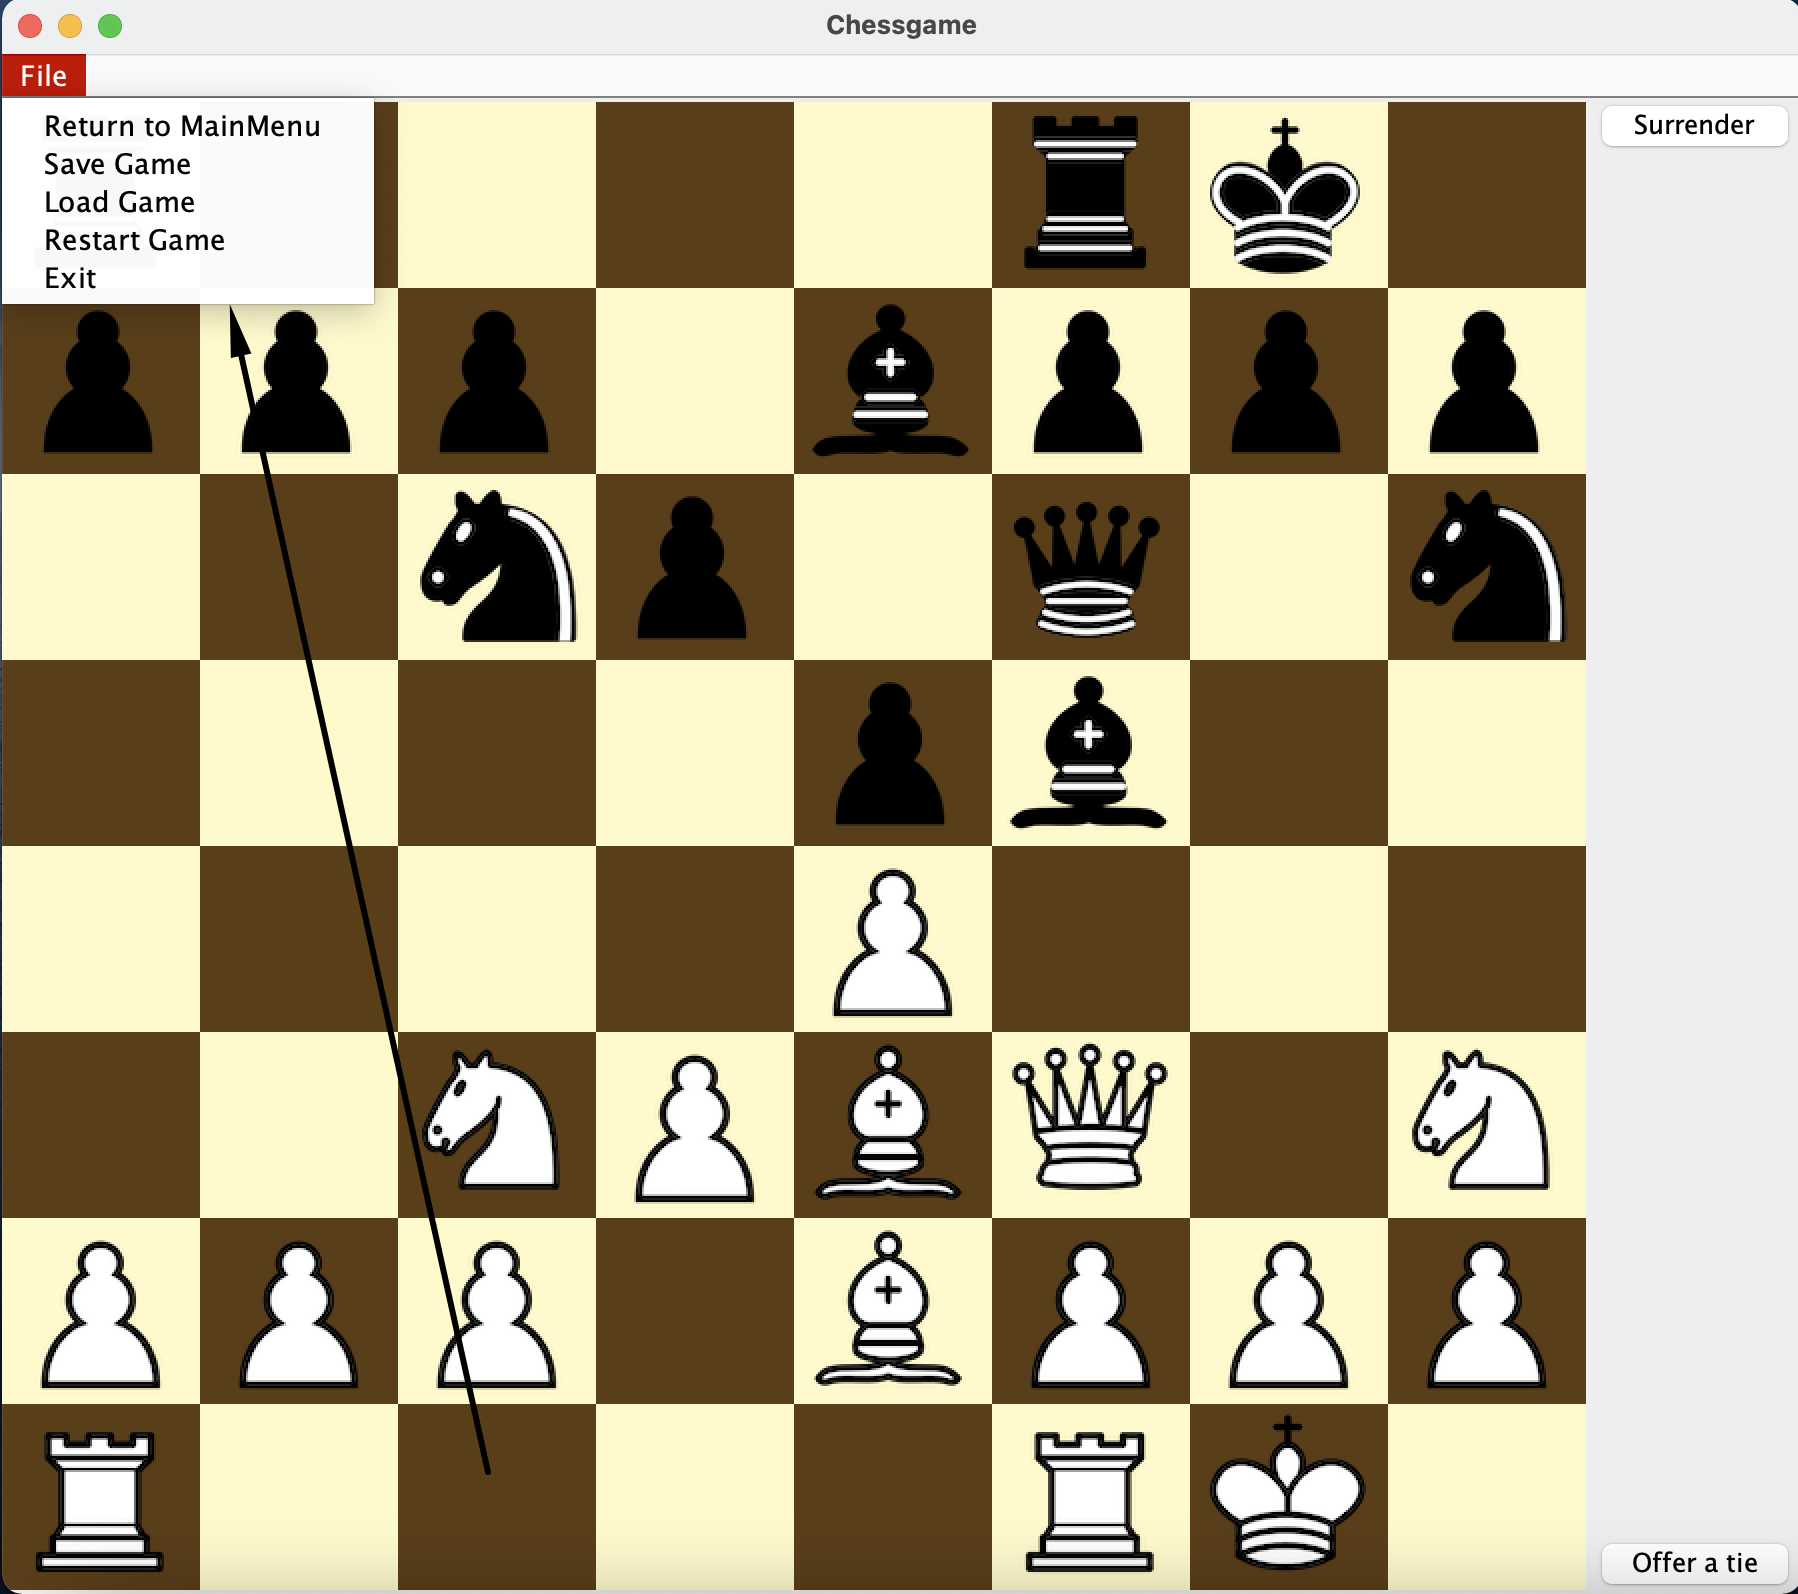 Chessgame
File
Return to MainMenu
Save Game
Load Game
Restart Game
Exit
Surrender
Offer a tie